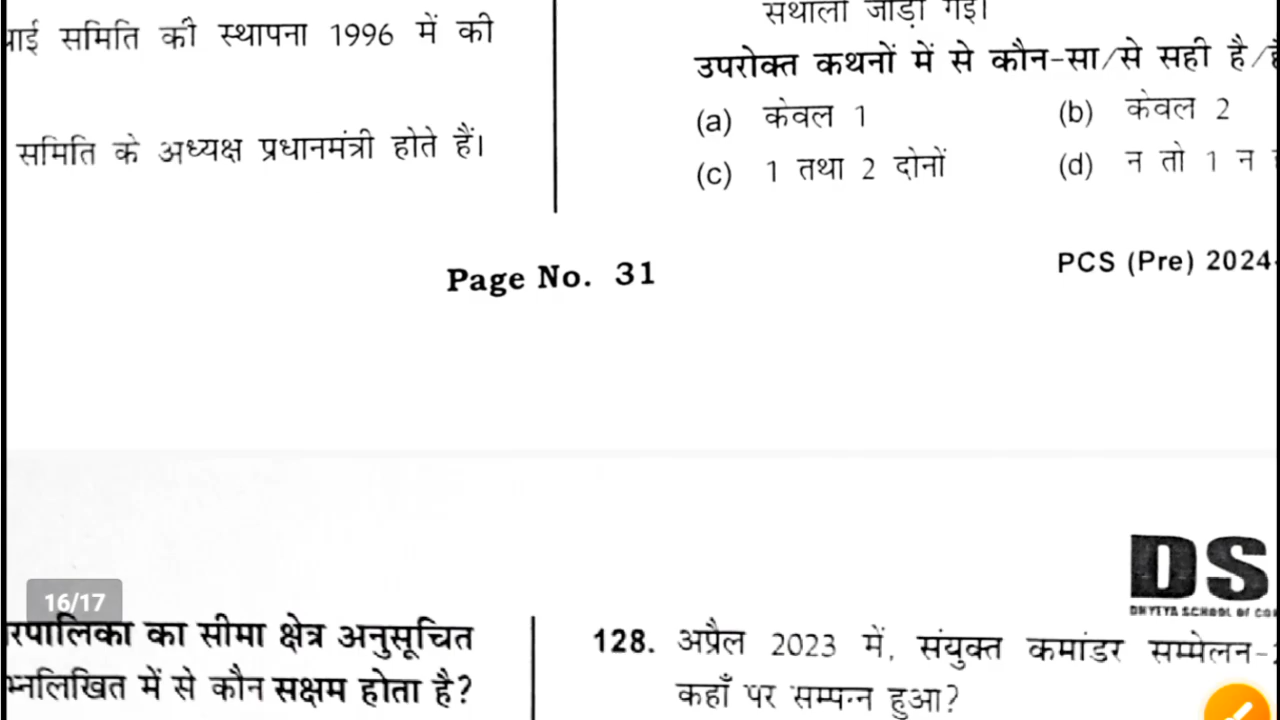 समिति की स्थापना 1996 में की
समिति के अध्यक्ष प्रधानमंत्री होते हैं।
जोड़ी गई।
उपरोक्त कथनों में से कौन-सा/से सही है/
(a) केवल 1 (b) केवल 2
(c) 1 तथा 2 दोनों (d) न तो 1 न
Page No. 31
PCS (Pre) 2024
DS
16/17
का सीमा क्षेत्र अनुसूचित
में से कौन सक्षम होता है?
128. अप्रैल 2023 में, संयुक्त कमांडर सम्मेलन-
कहाँ पर सम्पन्न हुआ?